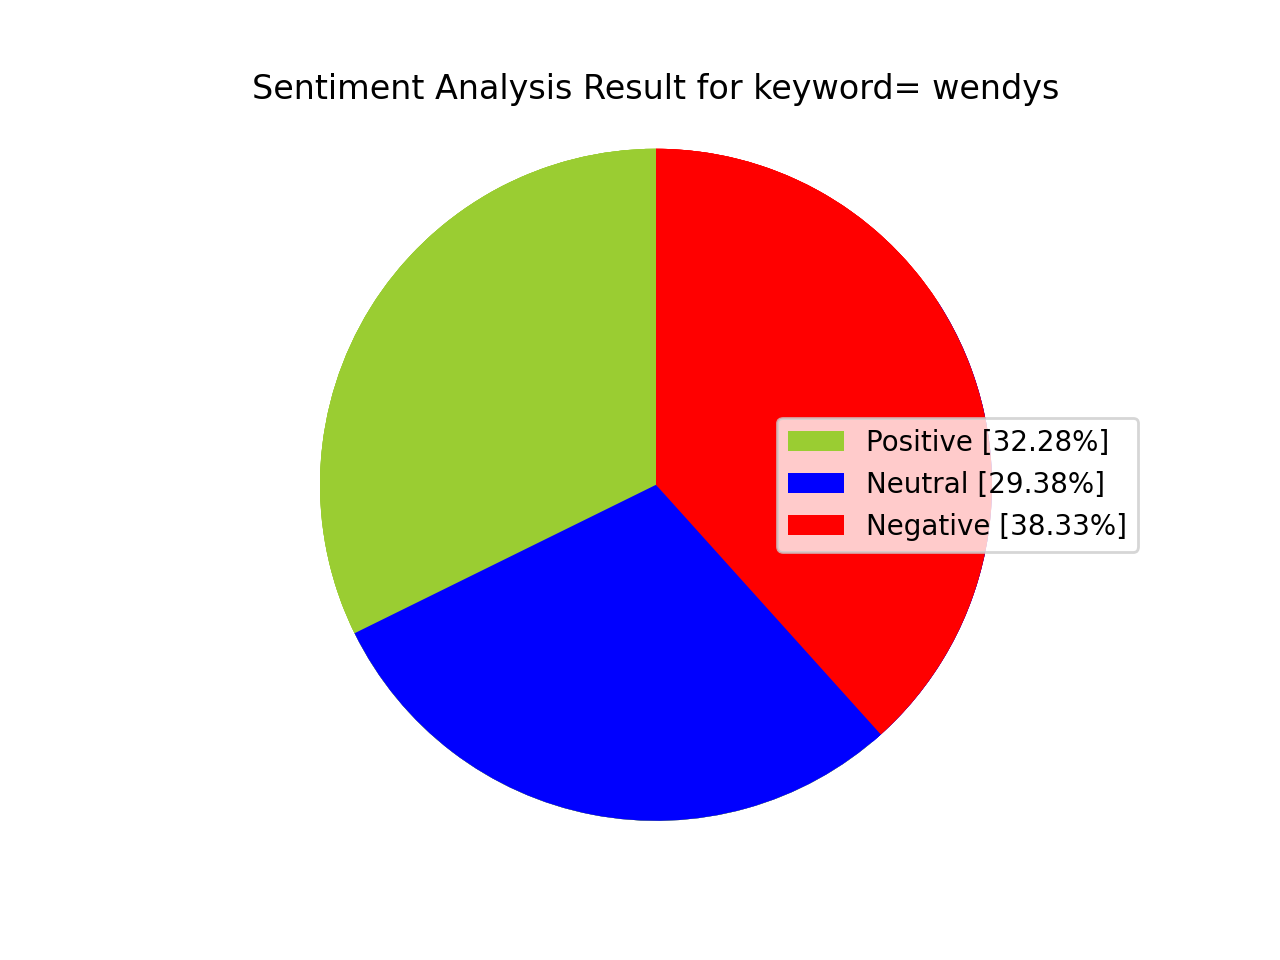 Sentiment Analysis Result for keyword= wendys
Positive [32.28%]
Neutral [29.38%]
Negative [38.33%]